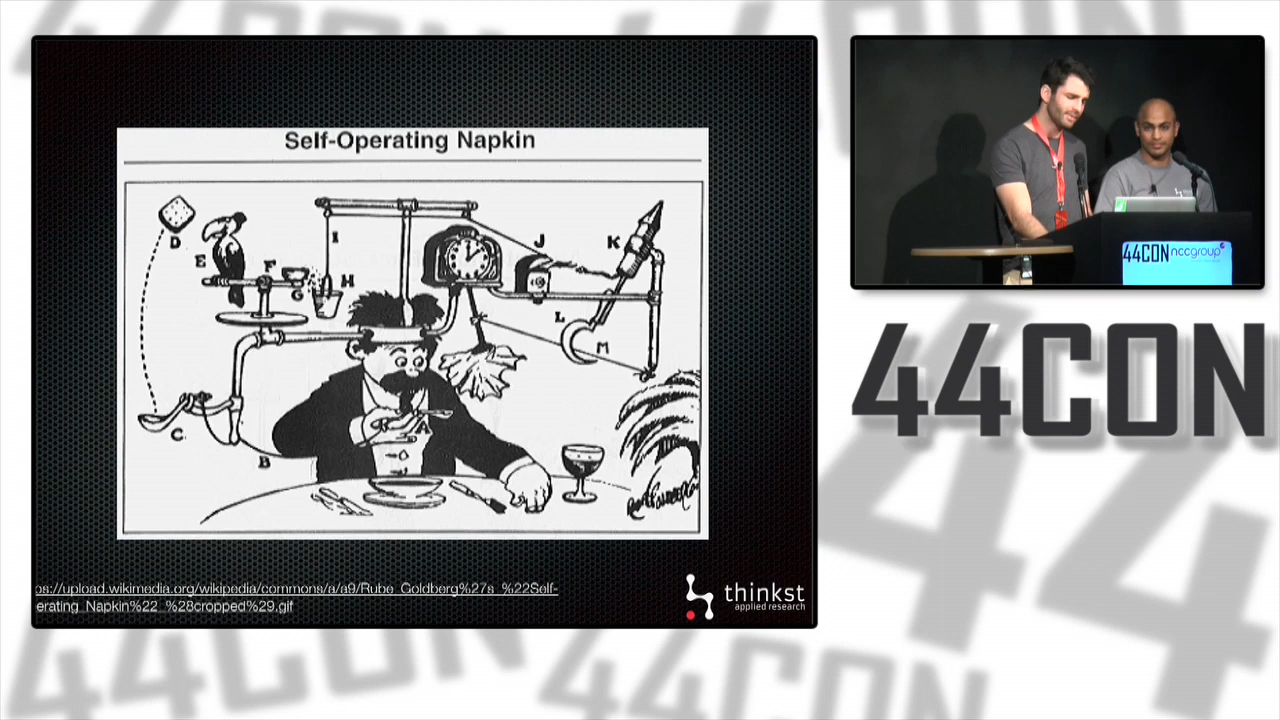 Self-Operating Napkin
D
E
F
G
H
I
J
K
L
M
A
B
C
ps://upload.wikimedia.org/wikipedia/commons/a/a9/Rube_Goldberg%27s_%22Self-
erating_Napkin%22_%28cropped%29.gif
thinkst
applied research
44CON nccgroup
44CON